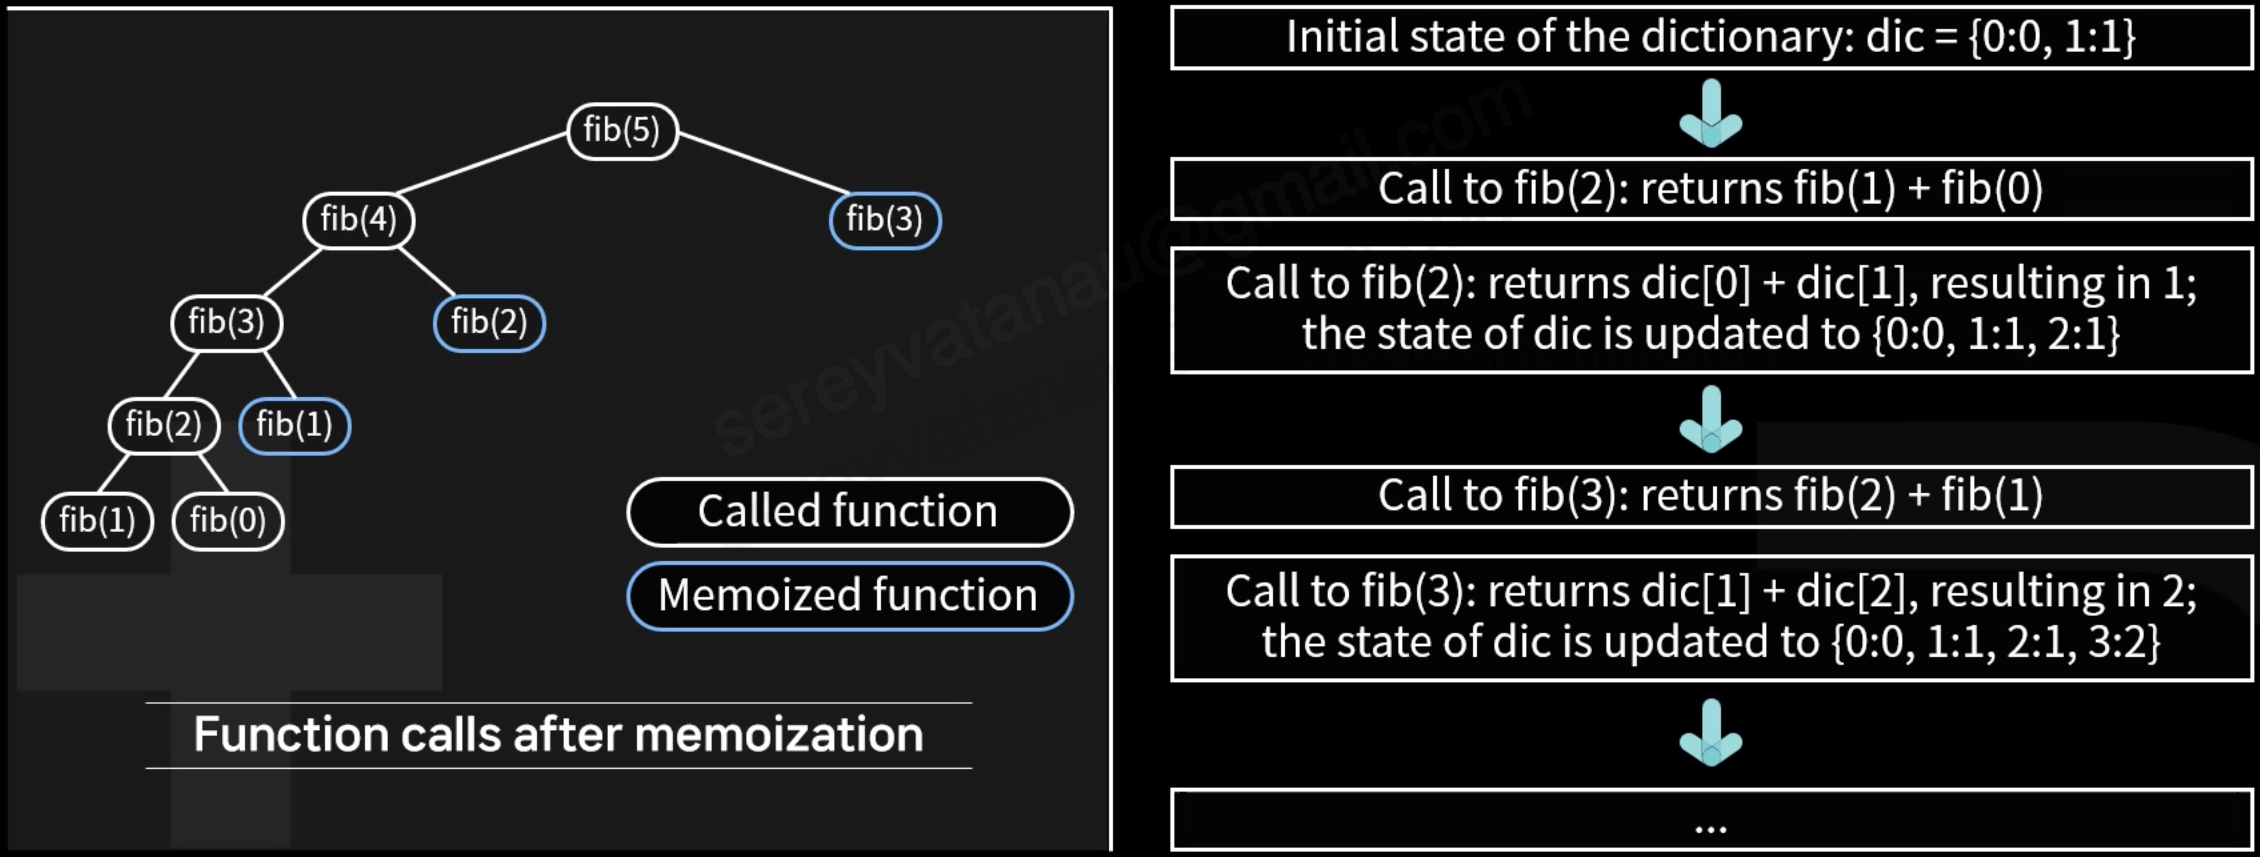 fib(5)
fib(4)
fib(3)
fib(3)
fib(2)
fib(2)
fib(1)
fib(1)
fib(0)
Called function
Memoized function
Function calls after memoization
Initial state of the dictionary: dic = {0:0, 1:1}
Call to fib(2): returns fib(1) + fib(0)
Call to fib(2): returns dic[0] + dic[1], resulting in 1;
the state of dic is updated to {0:0, 1:1, 2:1}
Call to fib(3): returns fib(2) + fib(1)
Call to fib(3): returns dic[1] + dic[2], resulting in 2;
the state of dic is updated to {0:0, 1:1, 2:1, 3:2}
...
sereyvatanau@gmail.com